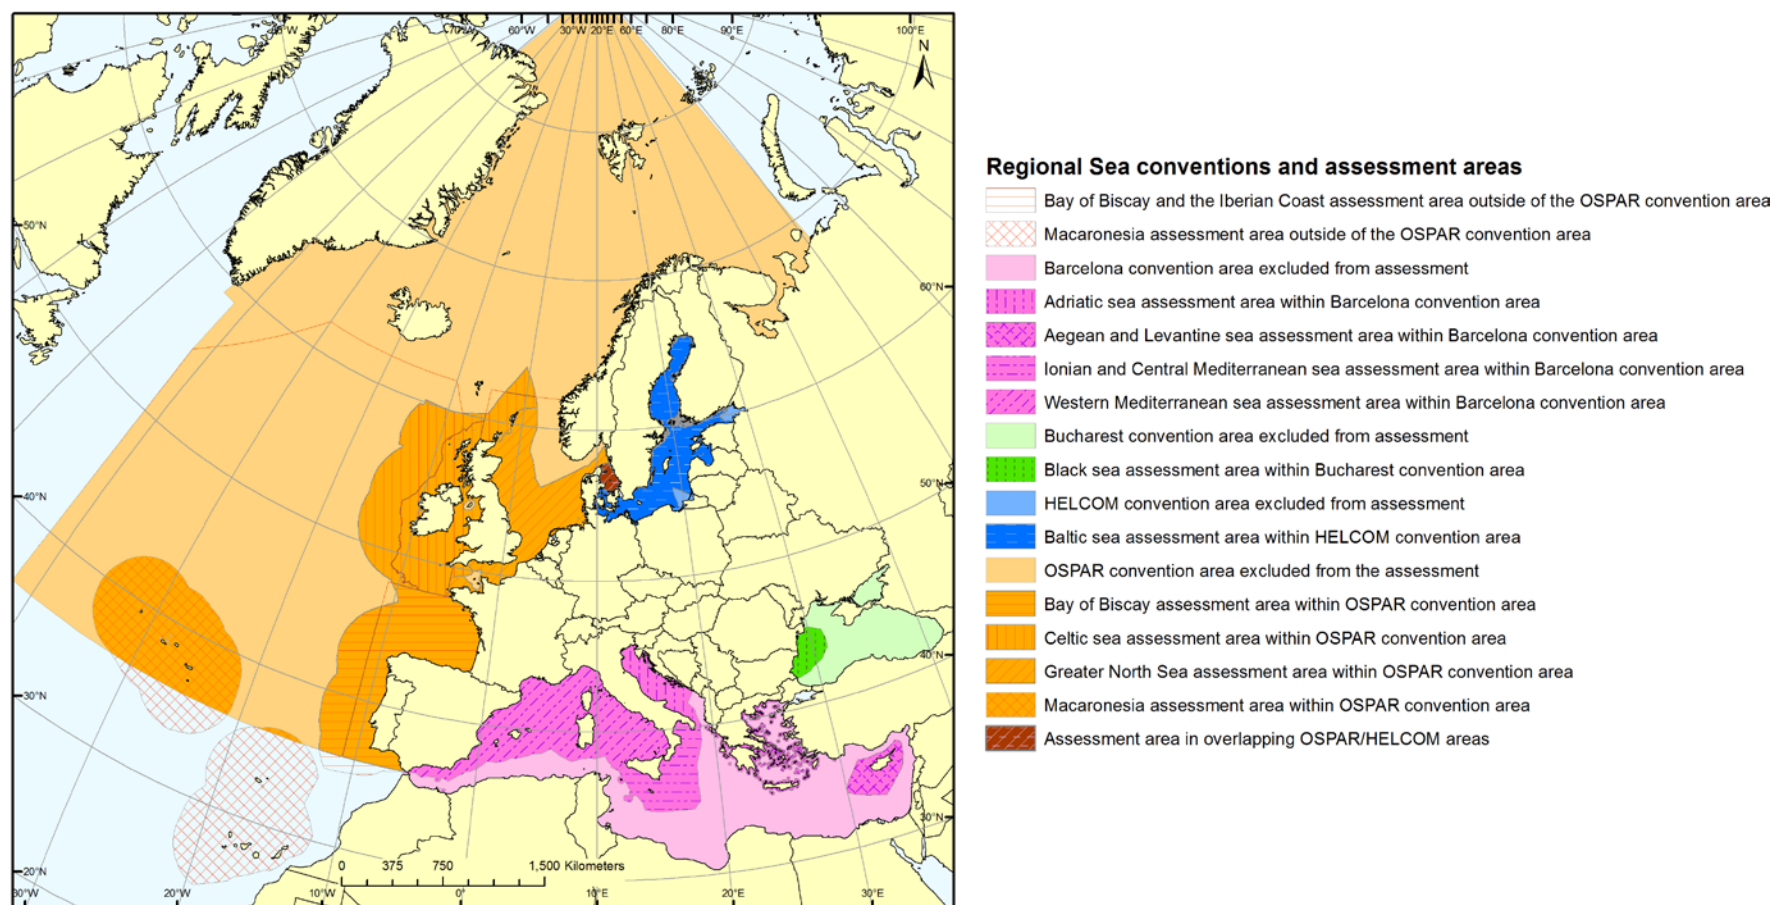 80°W
70°W
60°W
30°W 20°E 60°E
80°E
90°E
100°E
N
50°N
60°N
40°N
50°N
30°N
40°N
30°N
20°N
0 375 750 1,500 Kilometers
30°W
20°W
10°W
0°
10°E
20°E
30°E
Regional Sea conventions and assessment areas
Bay of Biscay and the Iberian Coast assessment area outside of the OSPAR convention area
Macaronesia assessment area outside of the OSPAR convention area
Barcelona convention area excluded from assessment
Adriatic sea assessment area within Barcelona convention area
Aegean and Levantine sea assessment area within Barcelona convention area
Ionian and Central Mediterranean sea assessment area within Barcelona convention area
Western Mediterranean sea assessment area within Barcelona convention area
Bucharest convention area excluded from assessment
Black sea assessment area within Bucharest convention area
HELCOM convention area excluded from assessment
Baltic sea assessment area within HELCOM convention area
OSPAR convention area excluded from the assessment
Bay of Biscay assessment area within OSPAR convention area
Celtic sea assessment area within OSPAR convention area
Greater North Sea assessment area within OSPAR convention area
Macaronesia assessment area within OSPAR convention area
Assessment area in overlapping OSPAR/HELCOM areas